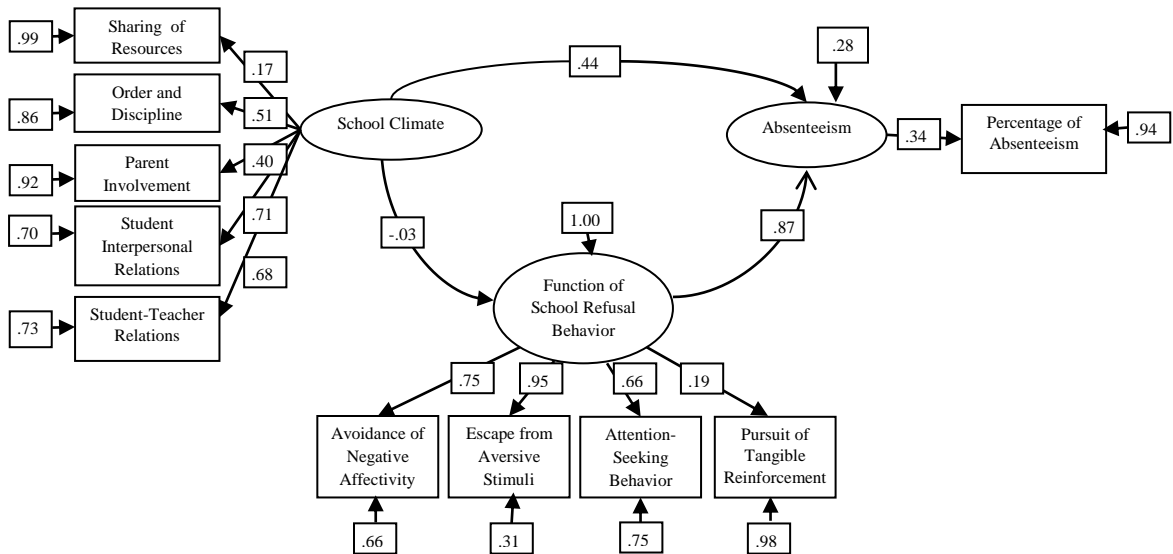 .99
Sharing of
Resources
.17
.28
.44
.86
Order and
Discipline
.51
School Climate
Absenteeism
.34
Percentage of
Absenteeism
.94
.92
Parent
Involvement
.40
.70
Student
Interpersonal
Relations
.71
-.03
1.00
.87
.68
.73
Student-Teacher
Relations
Function of
School Refusal
Behavior
.75
.95
.66
.19
Avoidance of
Negative
Affectivity
Escape from
Aversive
Stimuli
Attention-
Seeking
Behavior
Pursuit of
Tangible
Reinforcement
.66
.31
.75
.98